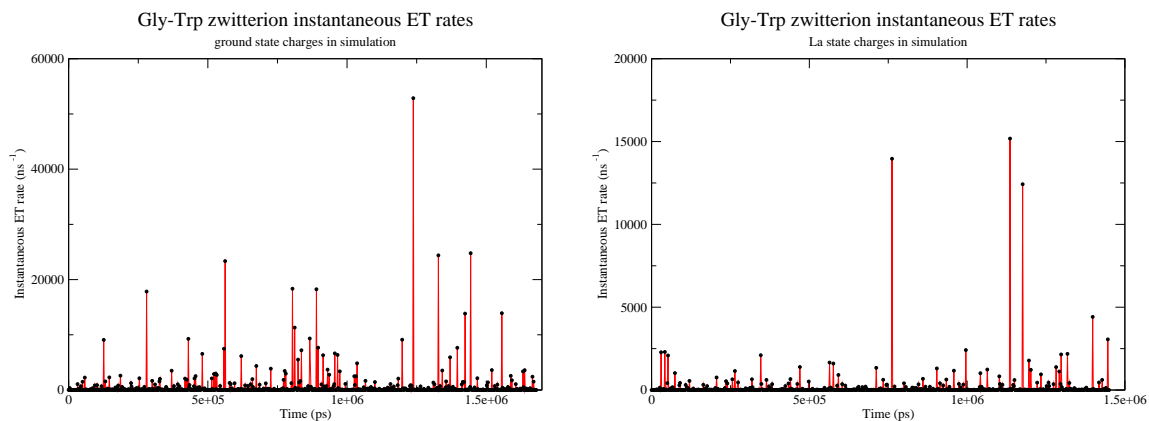 Gly-Trp zwitterion instantaneous ET rates
ground state charges in simulation
Instantaneous ET rate (ns⁻¹)
60000
40000
20000
0
0
5e+05
1e+06
1.5e+06
Time (ps)
Gly-Trp zwitterion instantaneous ET rates
La state charges in simulation
Instantaneous ET rate (ns⁻¹)
20000
15000
10000
5000
0
0
5e+05
1e+06
1.5e+06
Time (ps)